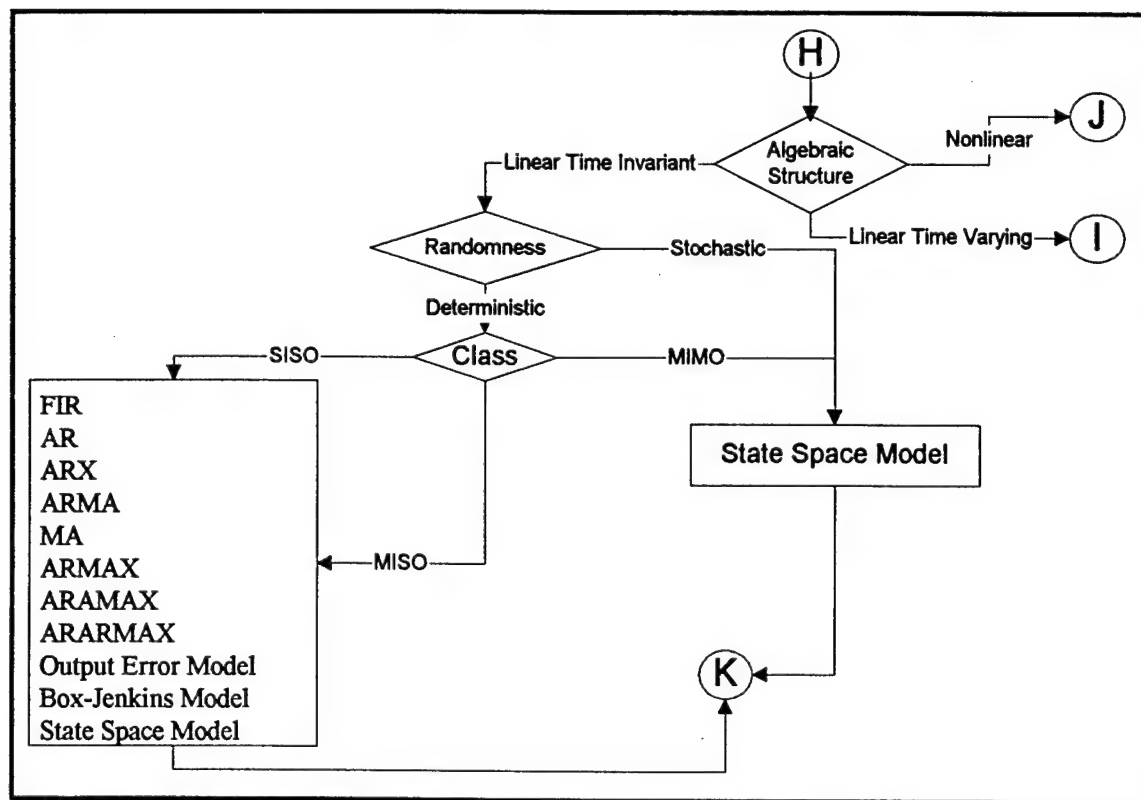 H
J
Nonlinear
Algebraic
Structure
Linear Time Invariant
Linear Time Varying
I
Randomness
Stochastic
Deterministic
SISO
Class
MIMO
FIR
AR
ARX
ARMA
MA
ARMAX
ARAMAX
ARARMAX
Output Error Model
Box-Jenkins Model
State Space Model
MISO
State Space Model
K